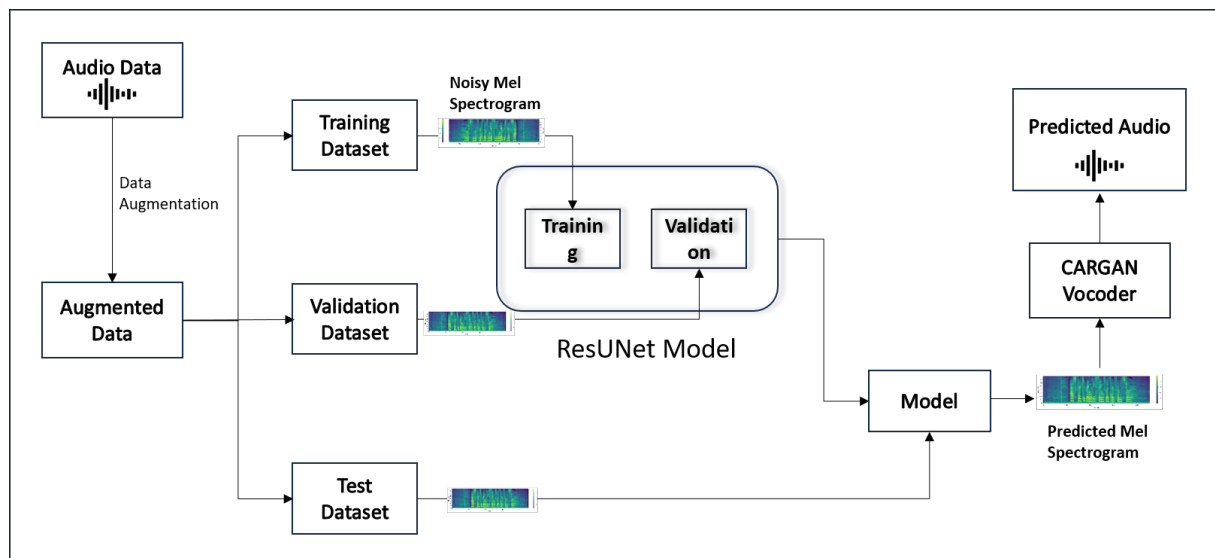 Audio Data
Data
Augmentation
Augmented
Data
Training
Dataset
Noisy Mel
Spectrogram
Validation
Dataset
Test
Dataset
Trainin
g
Validati
on
ResUNet Model
Model
Predicted Mel
Spectrogram
CARGAN
Vocoder
Predicted Audio